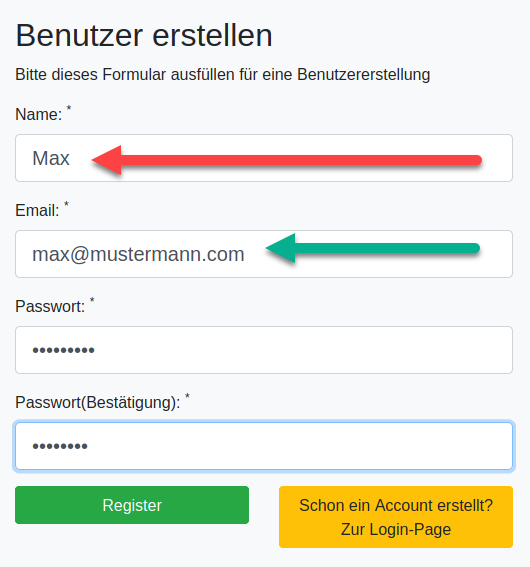 Benutzer erstellen
Bitte dieses Formular ausfüllen für eine Benutzererstellung
Name: *
Max
Email: *
max@mustermann.com
Passwort: *
•••••••••
Passwort(Bestätigung): *
••••••••
Register
Schon ein Account erstellt?
Zur Login-Page